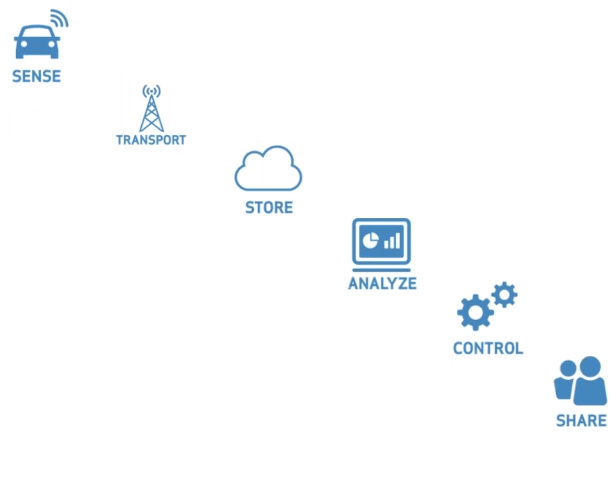 SENSE
TRANSPORT
STORE
ANALYZE
CONTROL
SHARE